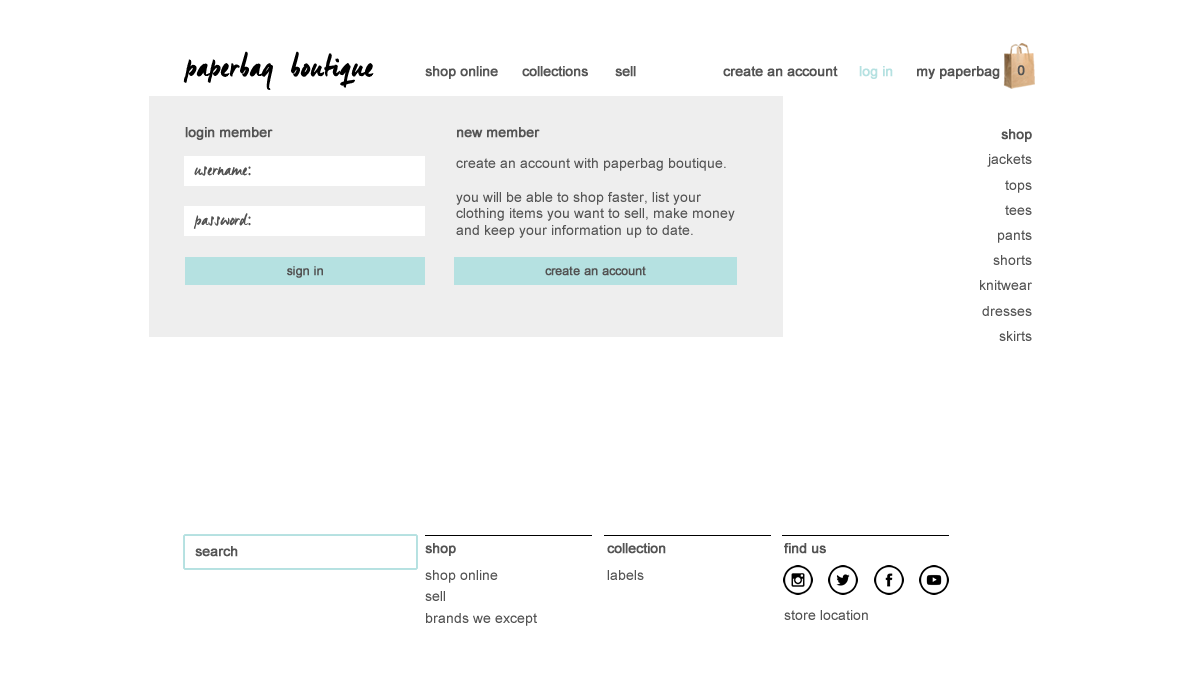 paperbag boutique
shop online collections sell create an account log in my paperbag 0
login member
username:
password:
sign in
new member
create an account with paperbag boutique.
you will be able to shop faster, list your
clothing items you want to sell, make money
and keep your information up to date.
create an account
shop
jackets
tops
tees
pants
shorts
knitwear
dresses
skirts
search
shop
shop online
sell
brands we except
collection
labels
find us
store location